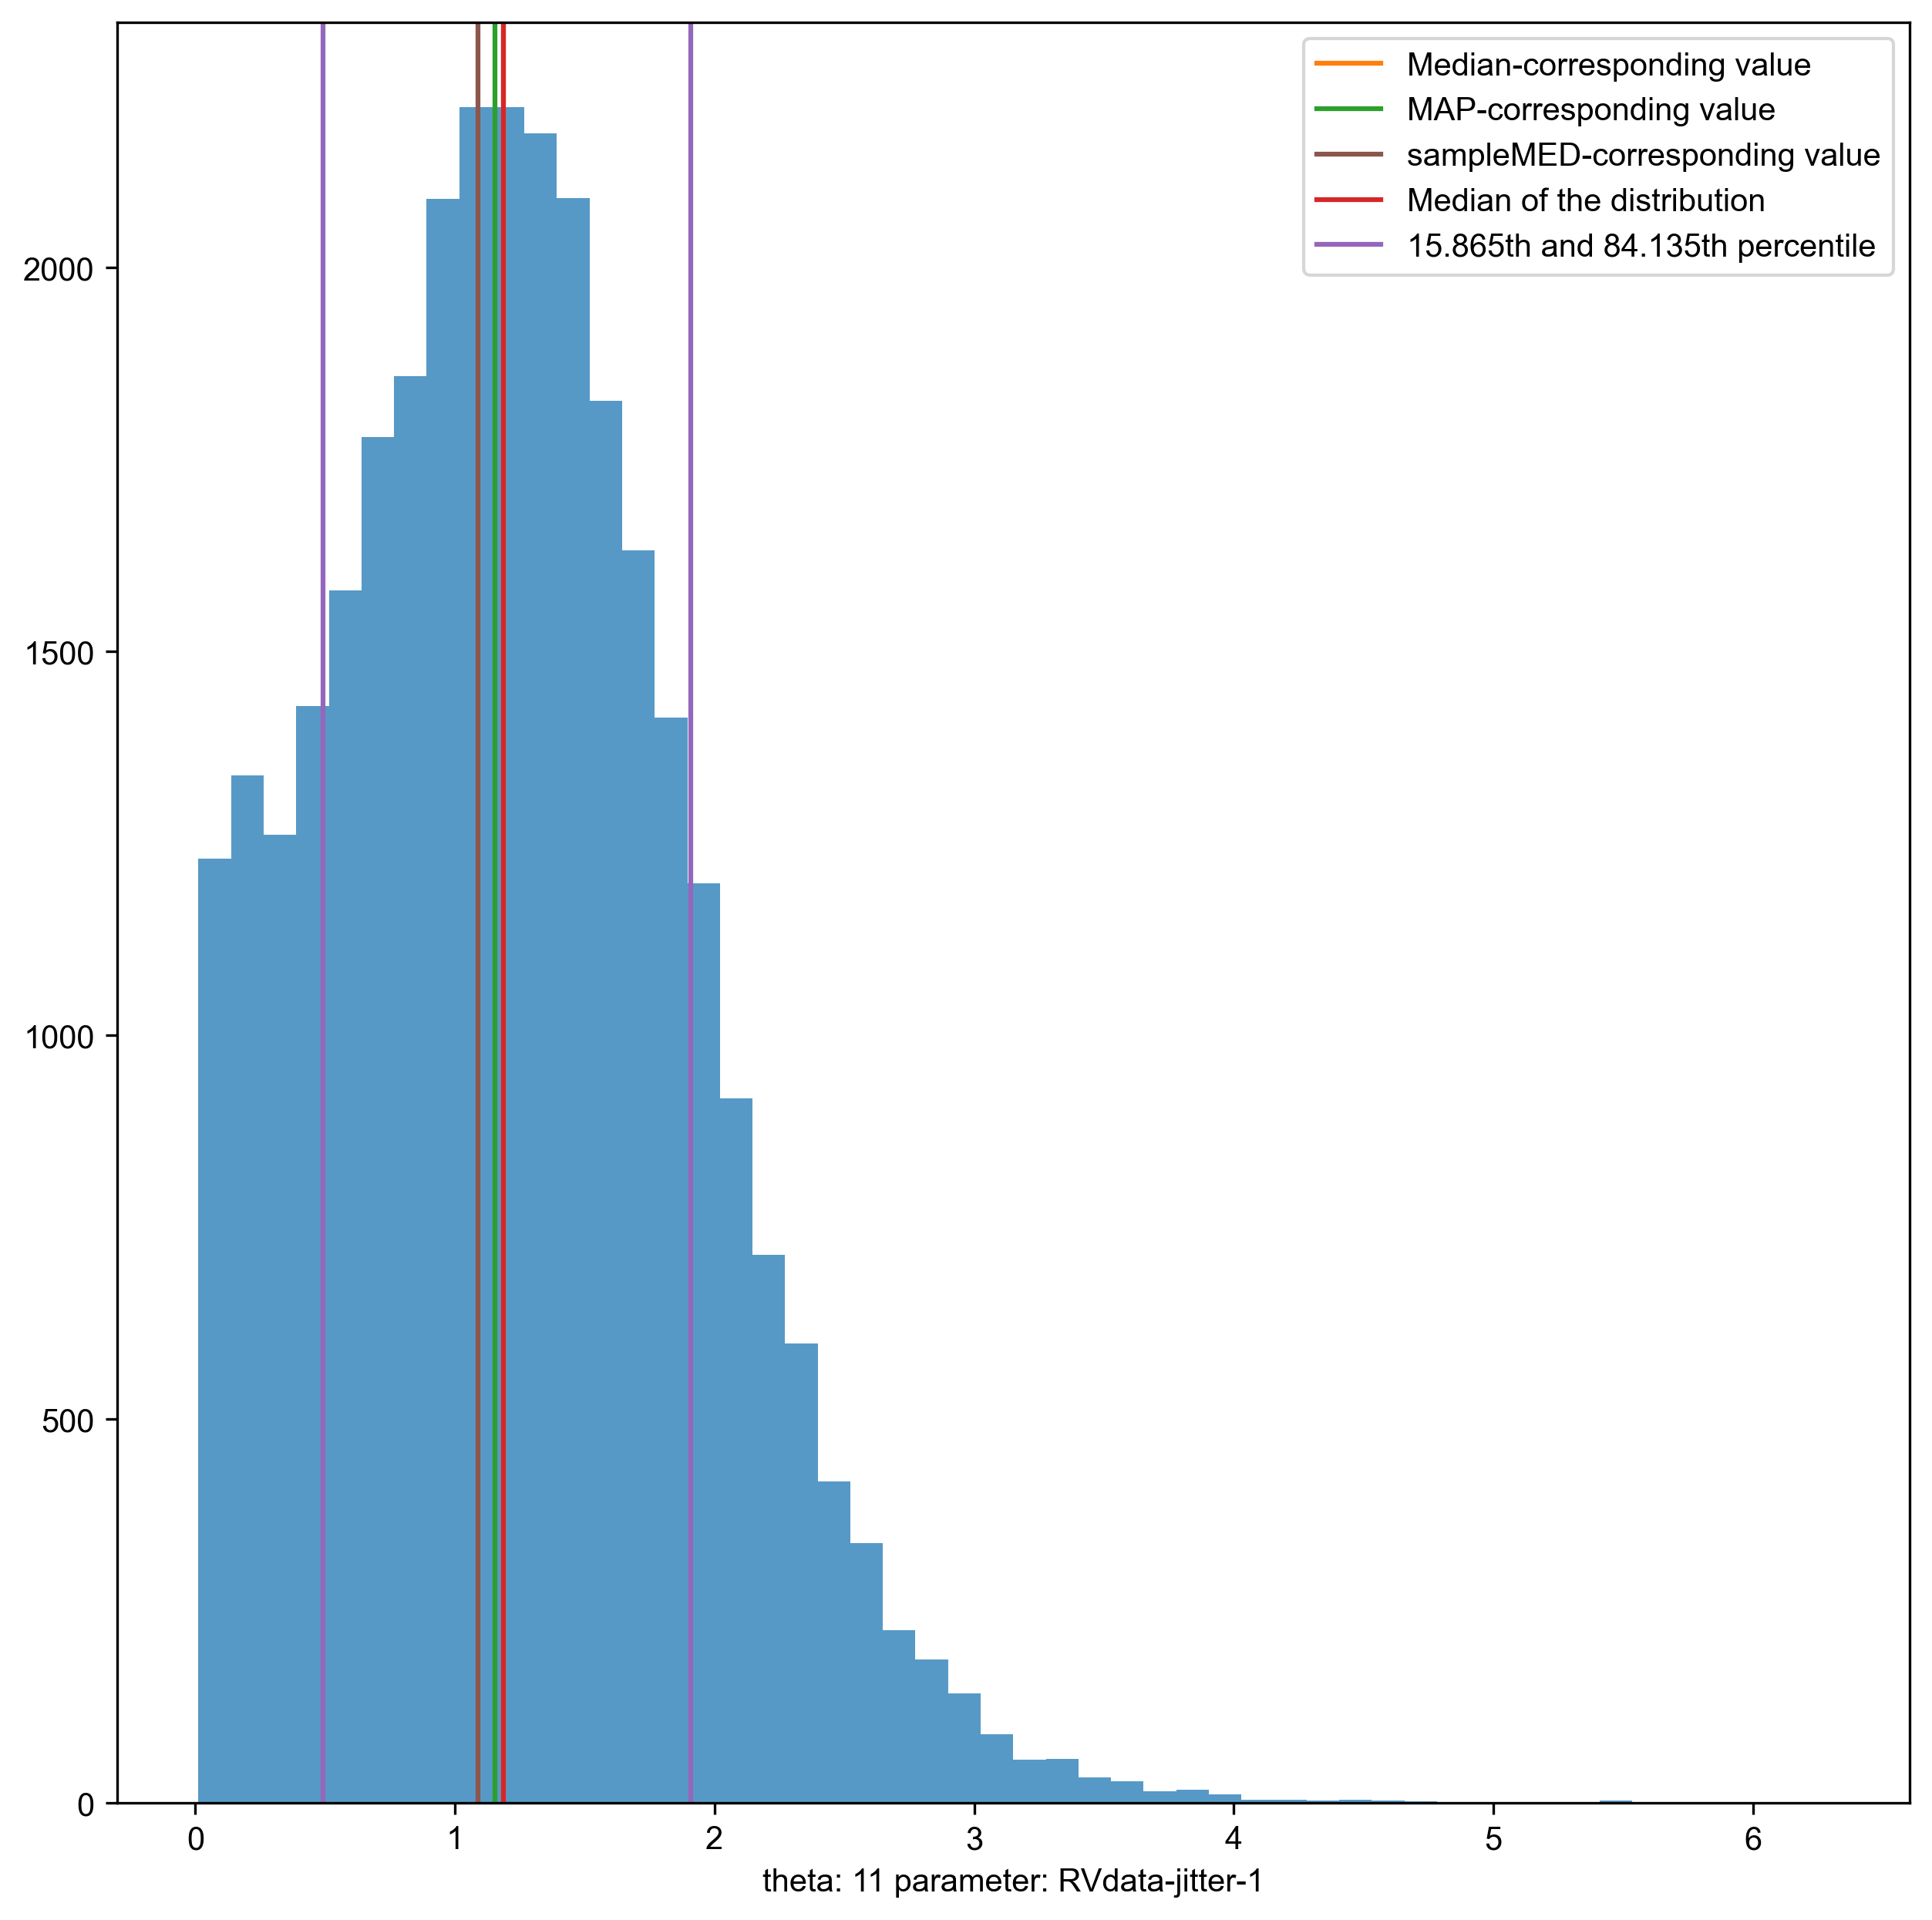 Median-corresponding value
MAP-corresponding value
sampleMED-corresponding value
Median of the distribution
15.865th and 84.135th percentile
2000
1500
1000
500
0
0 1 2 3 4 5 6
theta: 11 parameter: RVdata-jitter-1